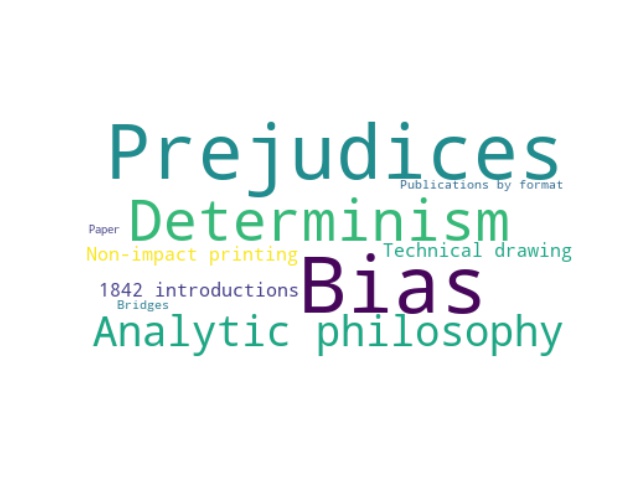 Prejudices
Publications by format
Determinism
Paper
Technical drawing
Non-impact printing
Bias
1842 introductions
Bridges
Analytic philosophy